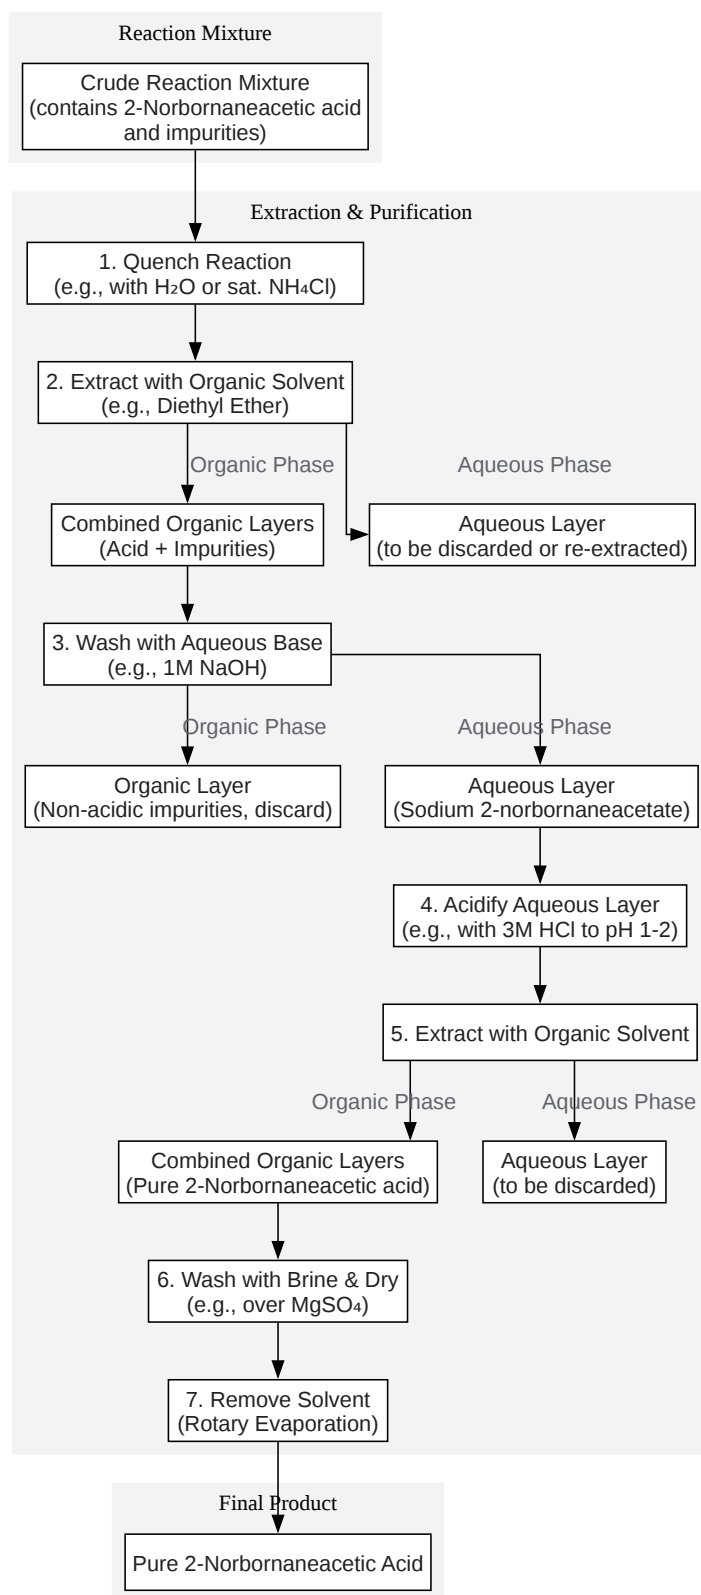 Reaction Mixture
Crude Reaction Mixture
(contains 2-Norbornaneacetic acid
and impurities)
Extraction & Purification
1. Quench Reaction
(e.g., with H₂O or sat. NH₄Cl)
2. Extract with Organic Solvent
(e.g., Diethyl Ether)
Organic Phase
Aqueous Phase
Combined Organic Layers
(Acid + Impurities)
Aqueous Layer
(to be discarded or re-extracted)
3. Wash with Aqueous Base
(e.g., 1M NaOH)
Organic Phase
Aqueous Phase
Organic Layer
(Non-acidic impurities, discard)
Aqueous Layer
(Sodium 2-norbornaneacetate)
4. Acidify Aqueous Layer
(e.g., with 3M HCl to pH 1-2)
5. Extract with Organic Solvent
Organic Phase
Aqueous Phase
Combined Organic Layers
(Pure 2-Norbornaneacetic acid)
Aqueous Layer
(to be discarded)
6. Wash with Brine & Dry
(e.g., over MgSO₄)
7. Remove Solvent
(Rotary Evaporation)
Final Product
Pure 2-Norbornaneacetic Acid